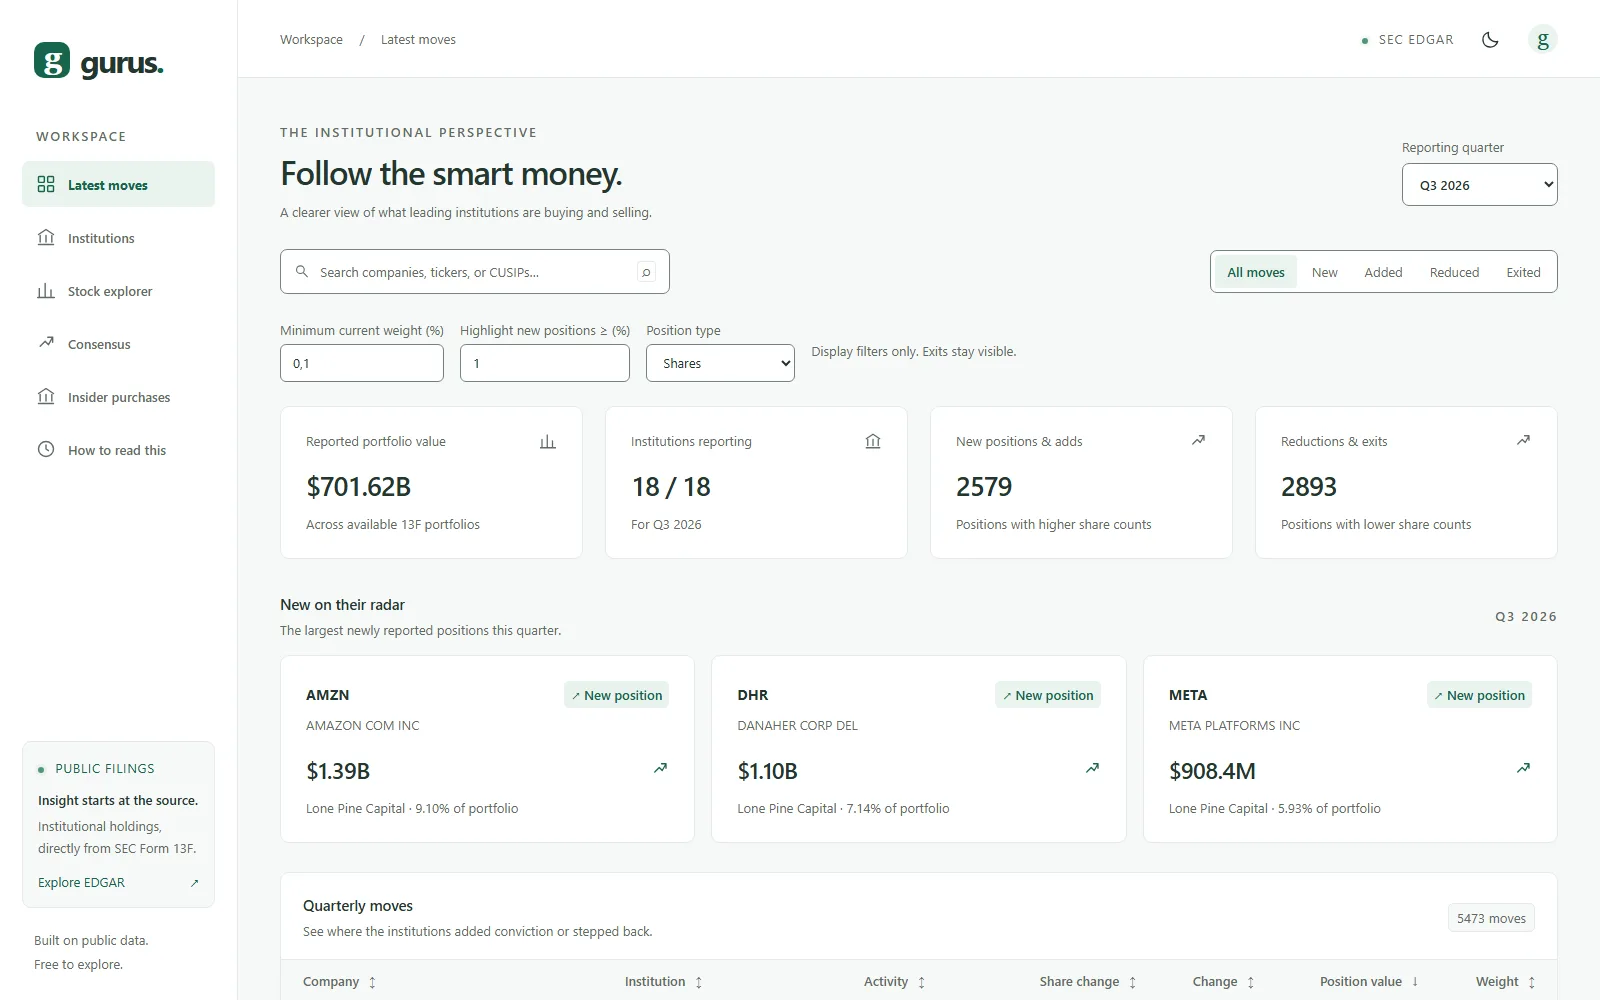 g gurus.
WORKSPACE
Latest moves
Institutions
Stock explorer
Consensus
Insider purchases
How to read this
PUBLIC FILINGS
Insight starts at the source.
Institutional holdings,
directly from SEC Form 13F.
Explore EDGAR ↗
Built on public data.
Free to explore.
Workspace / Latest moves
SEC EDGAR
g
THE INSTITUTIONAL PERSPECTIVE
Follow the smart money.
A clearer view of what leading institutions are buying and selling.
Reporting quarter
Q3 2026
Search companies, tickers, or CUSIPs...
All moves New Added Reduced Exited
Minimum current weight (%) Highlight new positions ≥ (%) Position type
0,1 1 Shares
Display filters only. Exits stay visible.
Reported portfolio value
$701.62B
Across available 13F portfolios
Institutions reporting
18 / 18
For Q3 2026
New positions & adds
2579
Positions with higher share counts
Reductions & exits
2893
Positions with lower share counts
New on their radar
The largest newly reported positions this quarter.
Q3 2026
AMZN ↗ New position
AMAZON COM INC
$1.39B
Lone Pine Capital · 9.10% of portfolio
DHR ↗ New position
DANAHER CORP DEL
$1.10B
Lone Pine Capital · 7.14% of portfolio
META ↗ New position
META PLATFORMS INC
$908.4M
Lone Pine Capital · 5.93% of portfolio
Quarterly moves
See where the institutions added conviction or stepped back.
5473 moves
Company ↕ Institution ↕ Activity ↕ Share change ↕ Change ↕ Position value ↓ Weight ↕